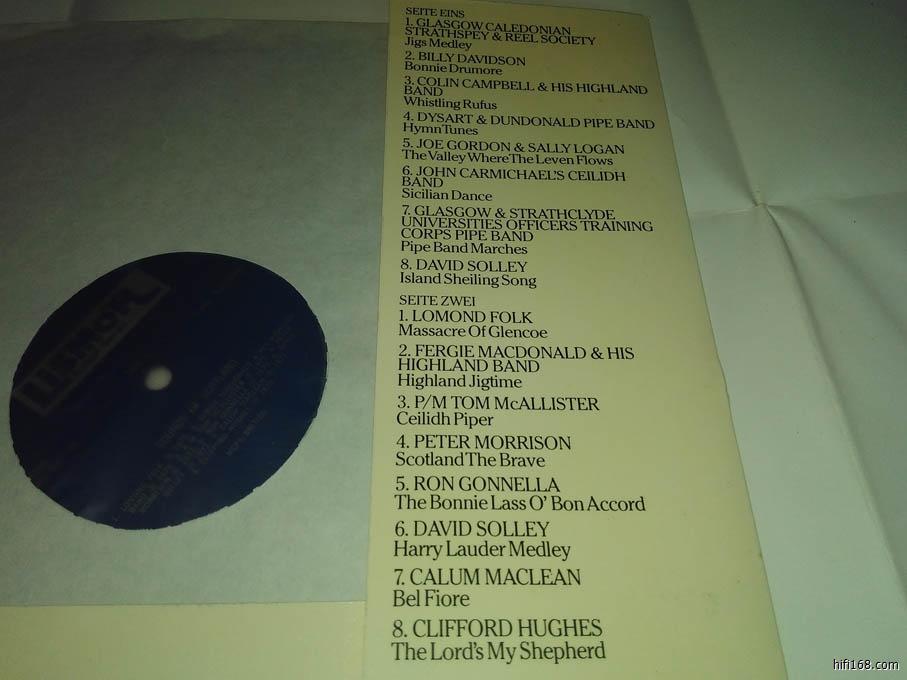 SEITE EINS
1. GLASGOW CALEDONIAN
STRATHSPEY & REEL SOCIETY
Jigs Medley
2. BILLY DAVIDSON
Bonnie Drumore
3. COLIN CAMPBELL & HIS HIGHLAND
BAND
Whistling Rufus
4. DYSART & DUNDONALD PIPE BAND
Hymn Tunes
5. JOE GORDON & SALLY LOGAN
The Valley Where The Leven Flows
6. JOHN CARMICHAEL'S CEILIDH
BAND
Sicilian Dance
7. GLASGOW & STRATHCLYDE
UNIVERSITIES OFFICERS TRAINING
CORPS PIPE BAND
Pipe Band Marches
8. DAVID SOLLEY
Island Sheiling Song
SEITE ZWEI
1. LOMOND FOLK
Massacre Of Glencoe
2. FERGIE MACDONALD & HIS
HIGHLAND BAND
Highland Jigtime
3. P/M TOM McALLISTER
Ceilidh Piper
4. PETER MORRISON
Scotland The Brave
5. RON GONNELLA
The Bonnie Lass O' Bon Accord
6. DAVID SOLLEY
Harry Lauder Medley
7. CALUM MACLEAN
Bel Fiore
8. CLIFFORD HUGHES
The Lord's My Shepherd
hifi168.com